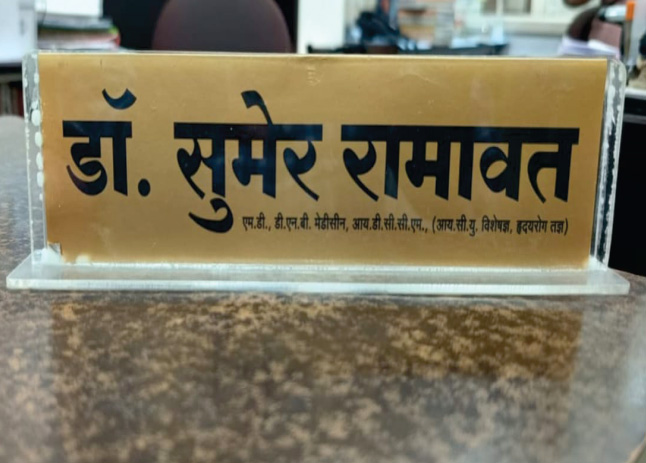 डॉ. सुमेर रामावत
एम.डी., डी.एन.बी. मेडीसीन, आय.डी.सी.सी.एम., (आय.सी.यु. विशेषज्ञ, हृदयरोग तज्ञ)